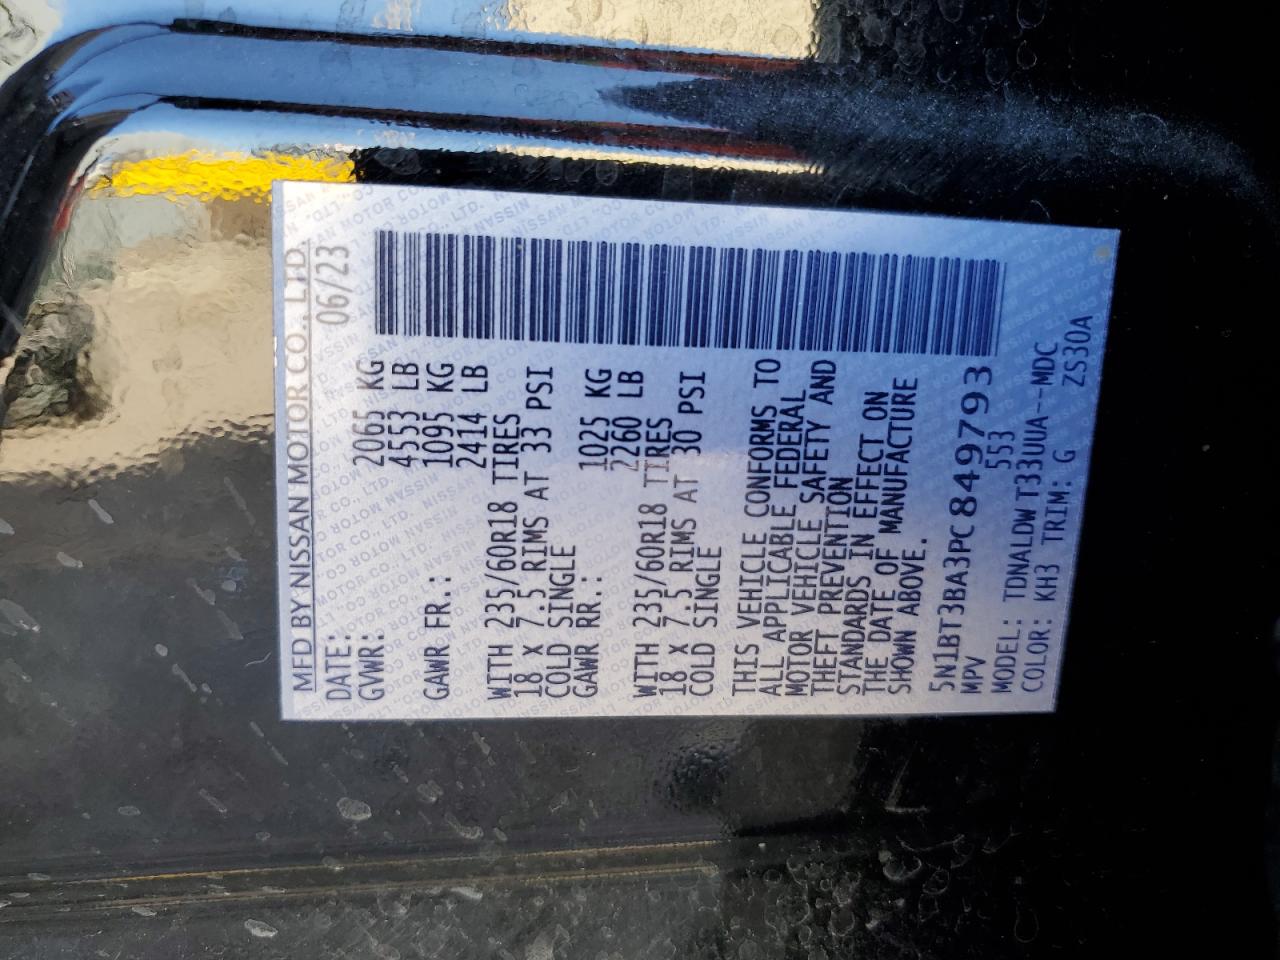 MFD BY NISSAN MOTOR CO., LTD.
DATE: 06/23
GVWR: 2065 KG
4553 LB
GAWR FR.: 1095 KG
2414 LB
WITH 235/60R18 TIRES
18 x 7.5 RIMS AT 33 PSI
COLD SINGLE
GAWR RR.: 1025 KG
2260 LB
WITH 235/60R18 TIRES
18 x 7.5 RIMS AT 30 PSI
COLD SINGLE
THIS VEHICLE CONFORMS TO
ALL APPLICABLE FEDERAL
MOTOR VEHICLE SAFETY AND
THEFT PREVENTION
STANDARDS IN EFFECT ON
THE DATE OF MANUFACTURE
SHOWN ABOVE.
5N1BT3BA3PC849793
MPV 553
MODEL: TDNALDW T33UUA--MDC
COLOR: KH3 TRIM: G ZS30A